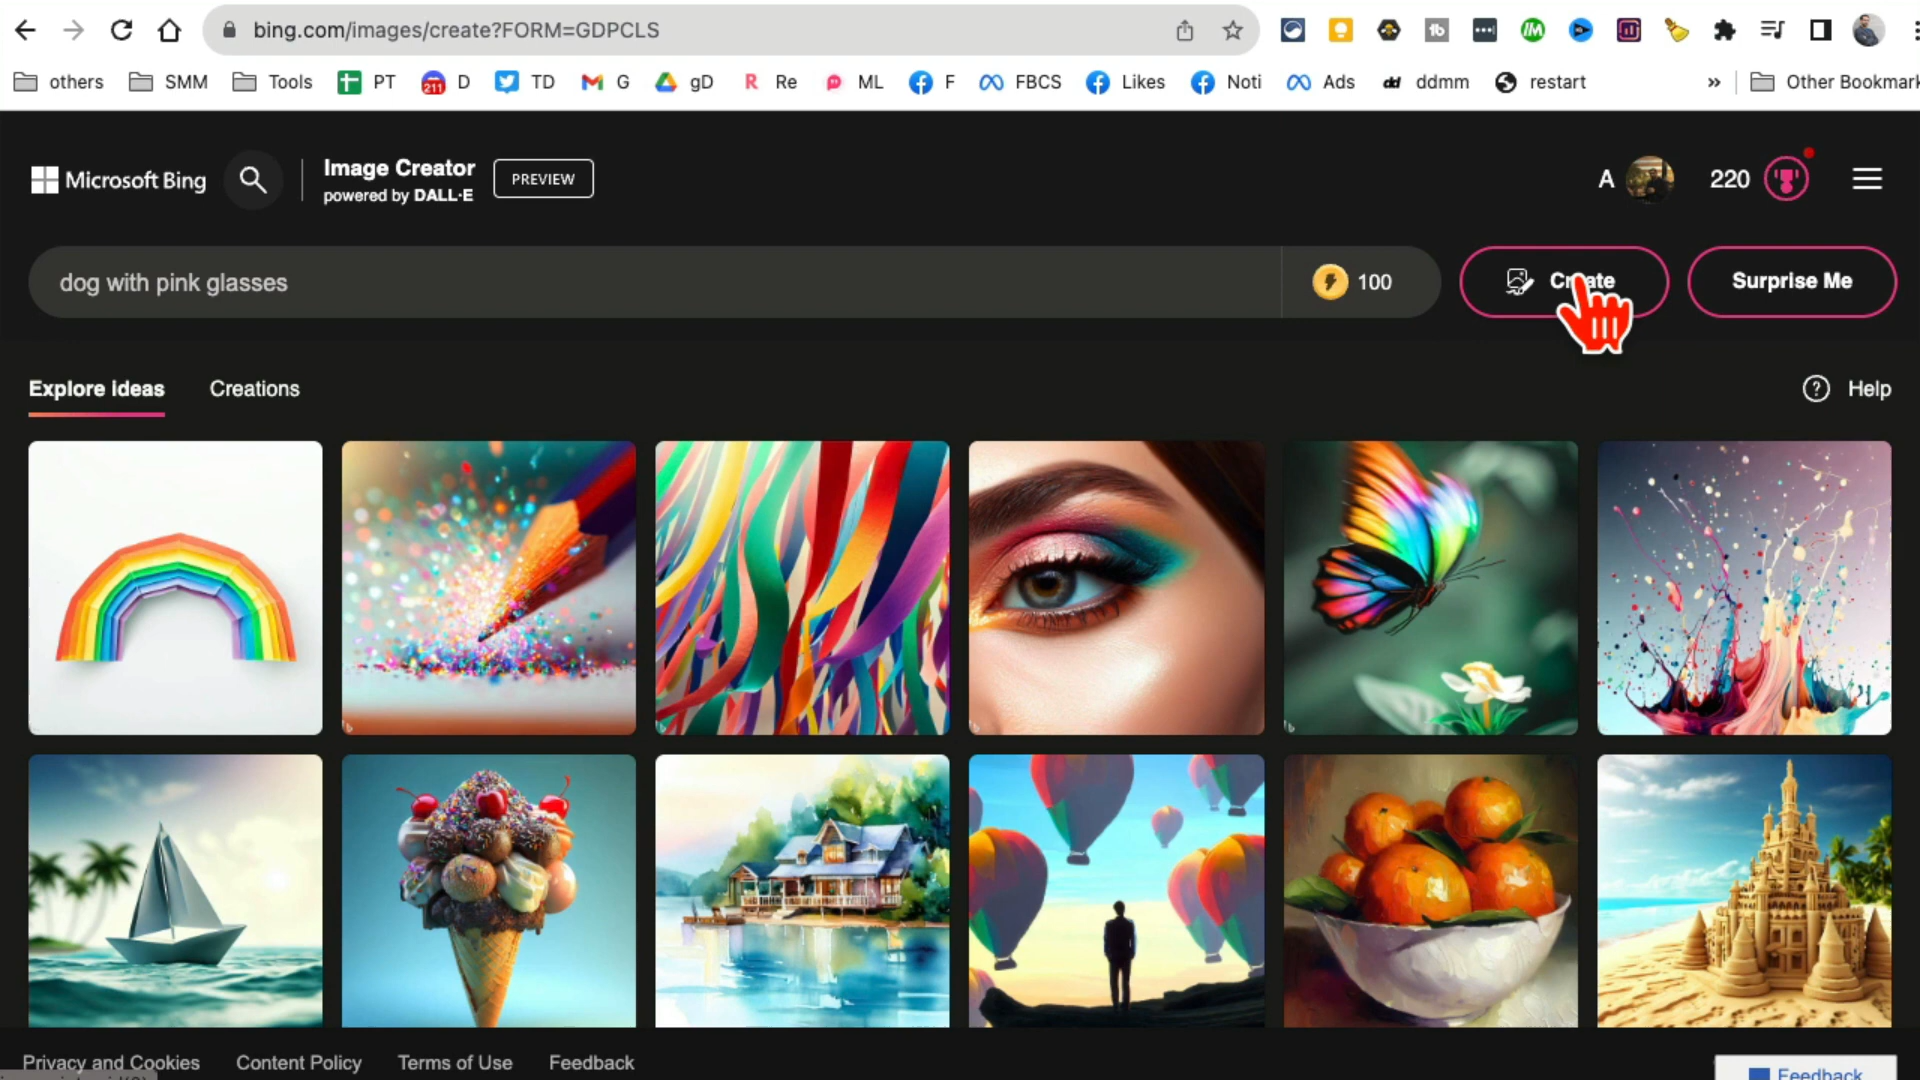 bing.com/images/create?FORM=GDPCLS
others SMM Tools PT 211 D TD G gD Re ML F FBCS Likes Noti Ads ddmm restart » Other Bookmark
Microsoft Bing
Image Creator
powered by DALL·E
PREVIEW
A 220
dog with pink glasses 100 Create Surprise Me
Explore ideas Creations Help
Privacy and Cookies Content Policy Terms of Use Feedback
Feedback